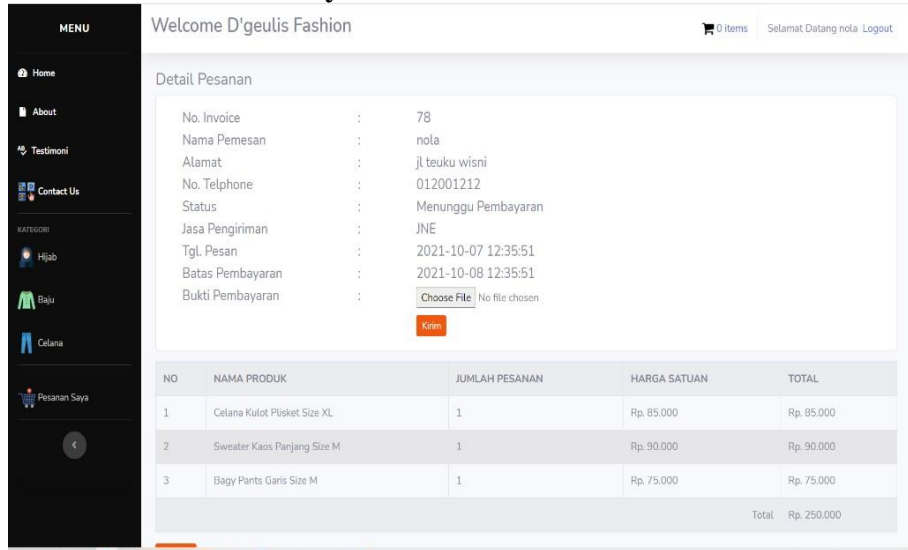 MENU
Home
About
Testimoni
Contact Us
KATEGORI
Hijab
Baju
Celana
Pesanan Saya
Welcome D'geulis Fashion
0 items Selamat Datang nola Logout
Detail Pesanan
No. Invoice : 78
Nama Pemesan : nola
Alamat : jl teuku wisni
No. Telphone : 012001212
Status : Menunggu Pembayaran
Jasa Pengiriman : JNE
Tgl. Pesan : 2021-10-07 12:35:51
Batas Pembayaran : 2021-10-08 12:35:51
Bukti Pembayaran : Choose File No file chosen
Kirim
NO NAMA PRODUK JUMLAH PESANAN HARGA SATUAN TOTAL
1 Celana Kulot Plisket Size XL 1 Rp. 85.000 Rp. 85.000
2 Sweater Kaos Panjang Size M 1 Rp. 90.000 Rp. 90.000
3 Bagy Pants Garis Size M 1 Rp. 75.000 Rp. 75.000
Total Rp. 250.000